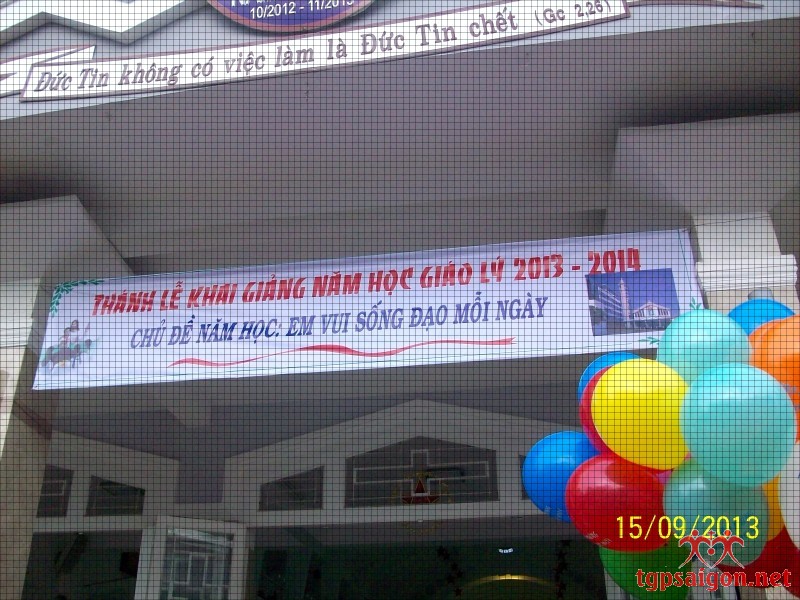 10/2012 - 11/2013
Đức Tin không có việc làm là Đức Tin chết (Gc 2,26)
THÁNH LỄ KHAI GIẢNG NĂM HỌC GIÁO LÝ 2013 - 2014
CHỦ ĐỀ NĂM HỌC: EM VUI SỐNG ĐẠO MỖI NGÀY
15/09/2013
tgpsaigon.net